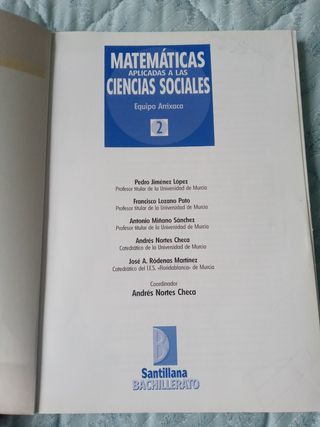 MATEMÁTICAS
APLICADAS A LAS
CIENCIAS SOCIALES
Equipo Arrixaca
2
Pedro Jiménez López
Profesor titular de la Universidad de Murcia
Francisco Lozano Pato
Profesor titular de la Universidad de Murcia
Antonio Miñano Sánchez
Profesor titular de la Universidad de Murcia
Andrés Nortes Checa
Catedrático de la Universidad de Murcia
José A. Ródenas Martínez
Catedrático del I.E.S. «Floridablanca» de Murcia
Coordinador
Andrés Nortes Checa
B
Santillana
BACHILLERATO